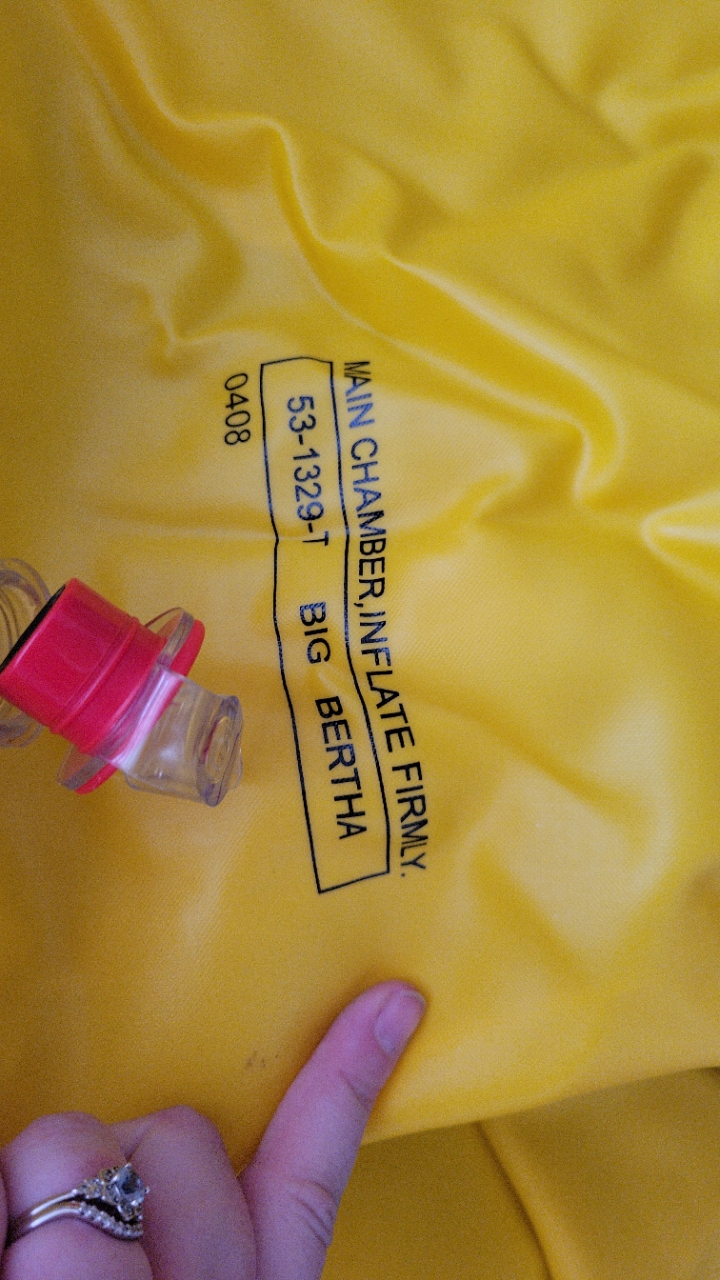 MAIN CHAMBER,INFLATE FIRMLY.
53-1329-T BIG BERTHA
0408